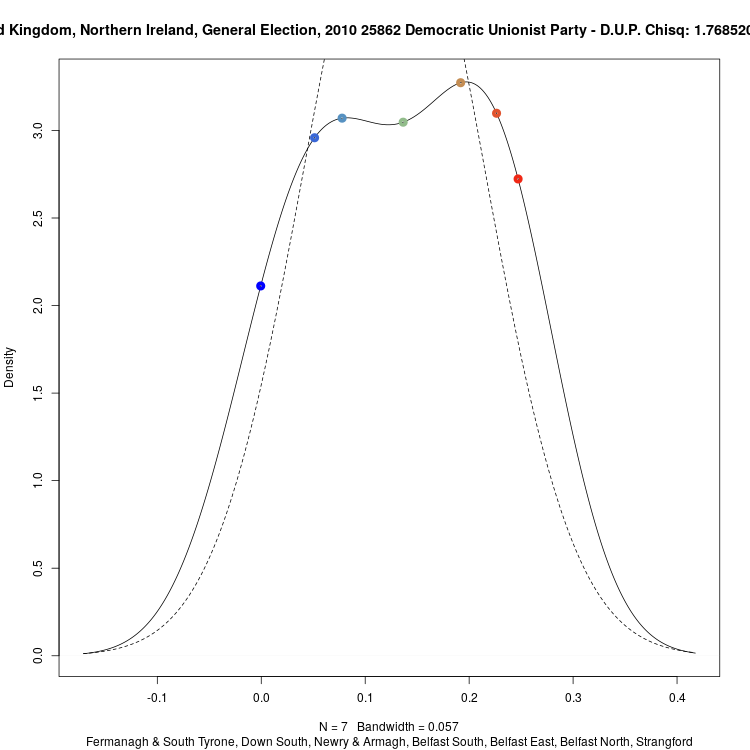 d Kingdom, Northern Ireland, General Election, 2010 25862 Democratic Unionist Party - D.U.P. Chisq: 1.768520
Density
3.0
2.5
2.0
1.5
1.0
0.5
0.0
-0.1 0.0 0.1 0.2 0.3 0.4
N = 7 Bandwidth = 0.057
Fermanagh & South Tyrone, Down South, Newry & Armagh, Belfast South, Belfast East, Belfast North, Strangford